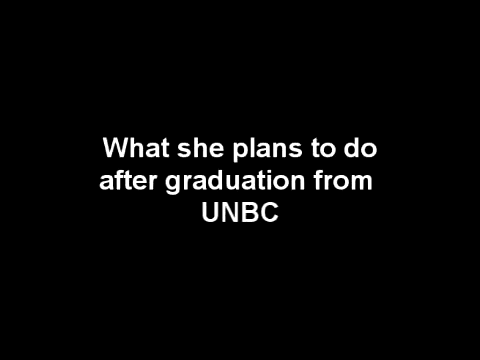 What she plans to do
after graduation from
UNBC